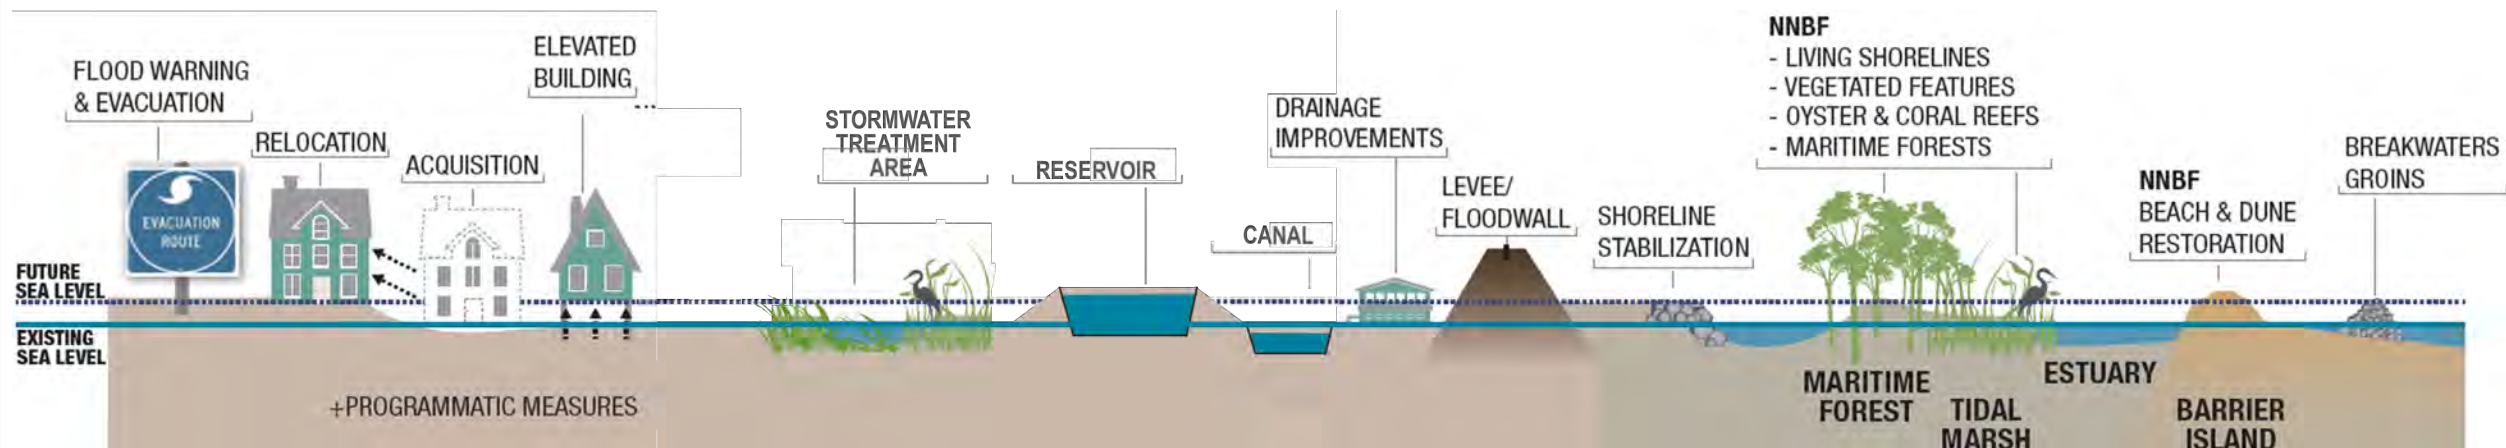 FLOOD WARNING
& EVACUATION
EVACUATION
ROUTE
RELOCATION
ACQUISITION
ELEVATED
BUILDING
STORMWATER
TREATMENT
AREA
RESERVOIR
CANAL
DRAINAGE
IMPROVEMENTS
LEVEE/
FLOODWALL
SHORELINE
STABILIZATION
NNBF
- LIVING SHORELINES
- VEGETATED FEATURES
- OYSTER & CORAL REEFS
- MARITIME FORESTS
NNBF
BEACH & DUNE
RESTORATION
BREAKWATERS
GROINS
FUTURE
SEA LEVEL
EXISTING
SEA LEVEL
+PROGRAMMATIC MEASURES
MARITIME
FOREST
TIDAL
MARSH
ESTUARY
BARRIER
ISLAND